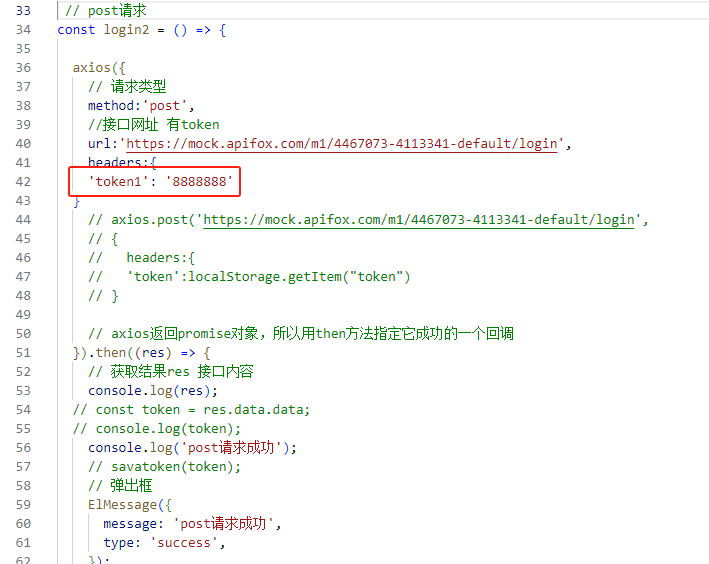 33 // post请求
34 const login2 = () => {
35
36 axios({
37 // 请求类型
38 method:'post',
39 //接口网址 有token
40 url:'https://mock.apifox.com/m1/4467073-4113341-default/login',
41 headers:{
42 'token1': '8888888'
43 }
44 // axios.post('https://mock.apifox.com/m1/4467073-4113341-default/login',
45 // {
46 //   headers:{
47 //   'token':localStorage.getItem("token")
48 // }
49
50 // axios返回promise对象，所以用then方法指定它成功的一个回调
51 }).then((res) => {
52 // 获取结果res 接口内容
53 console.log(res);
54 // const token = res.data.data;
55 // console.log(token);
56 console.log('post请求成功');
57 // savatoken(token);
58 // 弹出框
59 ElMessage({
60 message: 'post请求成功',
61 type: 'success',
62 });